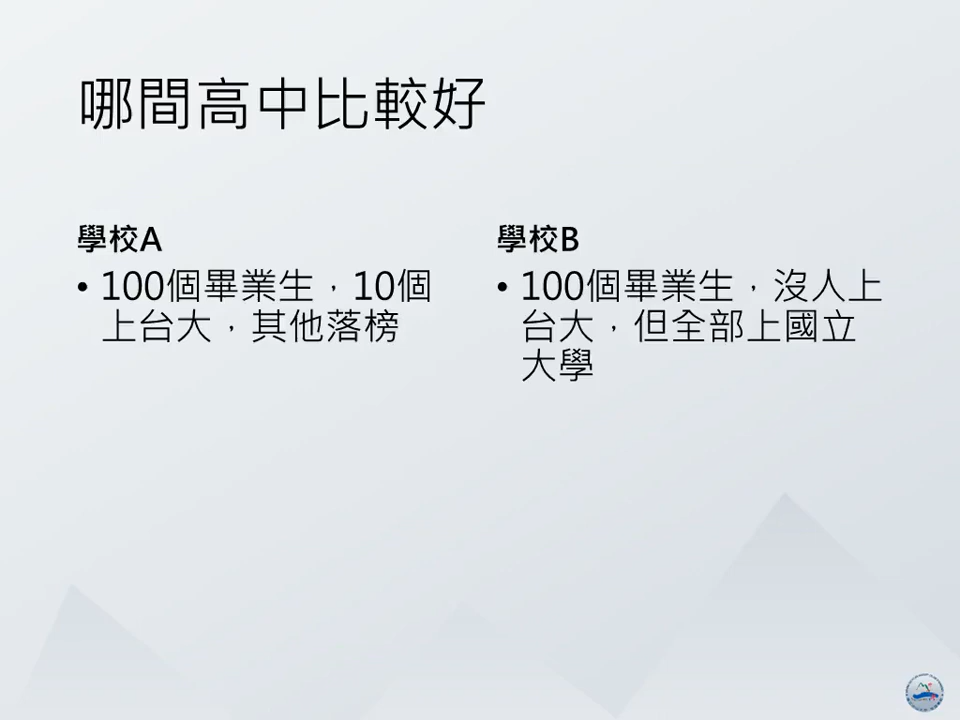 哪間高中比較好
學校A
• 100個畢業生，10個
上台大，其他落榜
學校B
• 100個畢業生，沒人上
台大，但全部上國立
大學